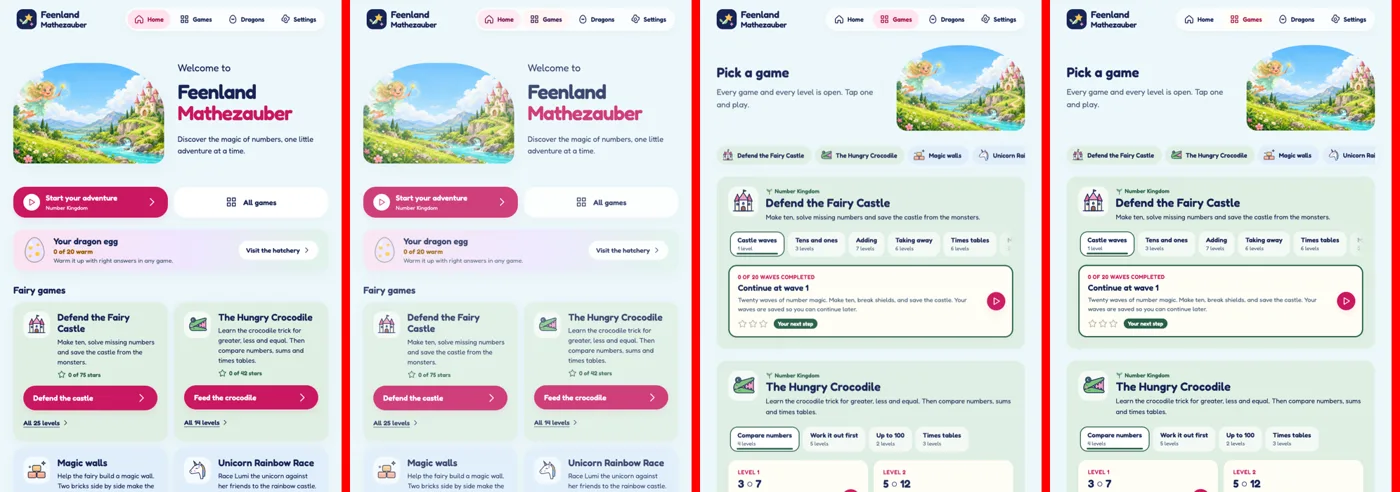 Feenland
Mathezauber
Home
Games
Dragons
Settings
Welcome to
Feenland
Mathezauber
Discover the magic of numbers, one little
adventure at a time.
Start your adventure
Number Kingdom
All games
Your dragon egg
0 of 20 warm
Warm it up with right answers in any game.
Visit the hatchery
Fairy games
Defend the Fairy
Castle
Make ten, solve missing numbers
and save the castle from the
monsters.
0 of 75 stars
Defend the castle
All 25 levels
The Hungry Crocodile
Learn the crocodile trick for
greater, less and equal. Then
compare numbers, sums and
times tables.
0 of 42 stars
Feed the crocodile
All 14 levels
Magic walls
Help the fairy build a magic wall.
Two bricks side by side make the
Unicorn Rainbow Race
Race Lumi the unicorn against
her friends to the rainbow castle.
Feenland
Mathezauber
Home
Games
Dragons
Settings
Welcome to
Feenland
Mathezauber
Discover the magic of numbers, one little
adventure at a time.
Start your adventure
Number Kingdom
All games
Your dragon egg
0 of 20 warm
Warm it up with right answers in any game.
Visit the hatchery
Fairy games
Defend the Fairy
Castle
Make ten, solve missing numbers
and save the castle from the
monsters.
0 of 75 stars
Defend the castle
All 25 levels
The Hungry Crocodile
Learn the crocodile trick for
greater, less and equal. Then
compare numbers, sums and
times tables.
0 of 42 stars
Feed the crocodile
All 14 levels
Magic walls
Help the fairy build a magic wall.
Two bricks side by side make the
Unicorn Rainbow Race
Race Lumi the unicorn against
her friends to the rainbow castle.
Feenland
Mathezauber
Home
Games
Dragons
Settings
Pick a game
Every game and every level is open. Tap one
and play.
Defend the Fairy Castle
The Hungry Crocodile
Magic walls
Unicorn Rai
Number Kingdom
Defend the Fairy Castle
Make ten, solve missing numbers and save the castle from the monsters.
Castle waves
1 level
Tens and ones
3 levels
Adding
7 levels
Taking away
6 levels
Times tables
6 levels
0 OF 20 WAVES COMPLETED
Continue at wave 1
Twenty waves of number magic. Make ten, break shields, and save the castle. Your
waves are saved so you can continue later.
Your next step
Number Kingdom
The Hungry Crocodile
Learn the crocodile trick for greater, less and equal. Then compare numbers, sums
and times tables.
Compare numbers
4 levels
Work it out first
5 levels
Up to 100
2 levels
Times tables
3 levels
LEVEL 1
3 ○ 7
LEVEL 2
5 ○ 12
Feenland
Mathezauber
Home
Games
Dragons
Settings
Pick a game
Every game and every level is open. Tap one
and play.
Defend the Fairy Castle
The Hungry Crocodile
Magic walls
Unicorn Rai
Number Kingdom
Defend the Fairy Castle
Make ten, solve missing numbers and save the castle from the monsters.
Castle waves
1 level
Tens and ones
3 levels
Adding
7 levels
Taking away
6 levels
Times tables
6 levels
0 OF 20 WAVES COMPLETED
Continue at wave 1
Twenty waves of number magic. Make ten, break shields, and save the castle. Your
waves are saved so you can continue later.
Your next step
Number Kingdom
The Hungry Crocodile
Learn the crocodile trick for greater, less and equal. Then compare numbers, sums
and times tables.
Compare numbers
4 levels
Work it out first
5 levels
Up to 100
2 levels
Times tables
3 levels
LEVEL 1
3 ○ 7
LEVEL 2
5 ○ 12